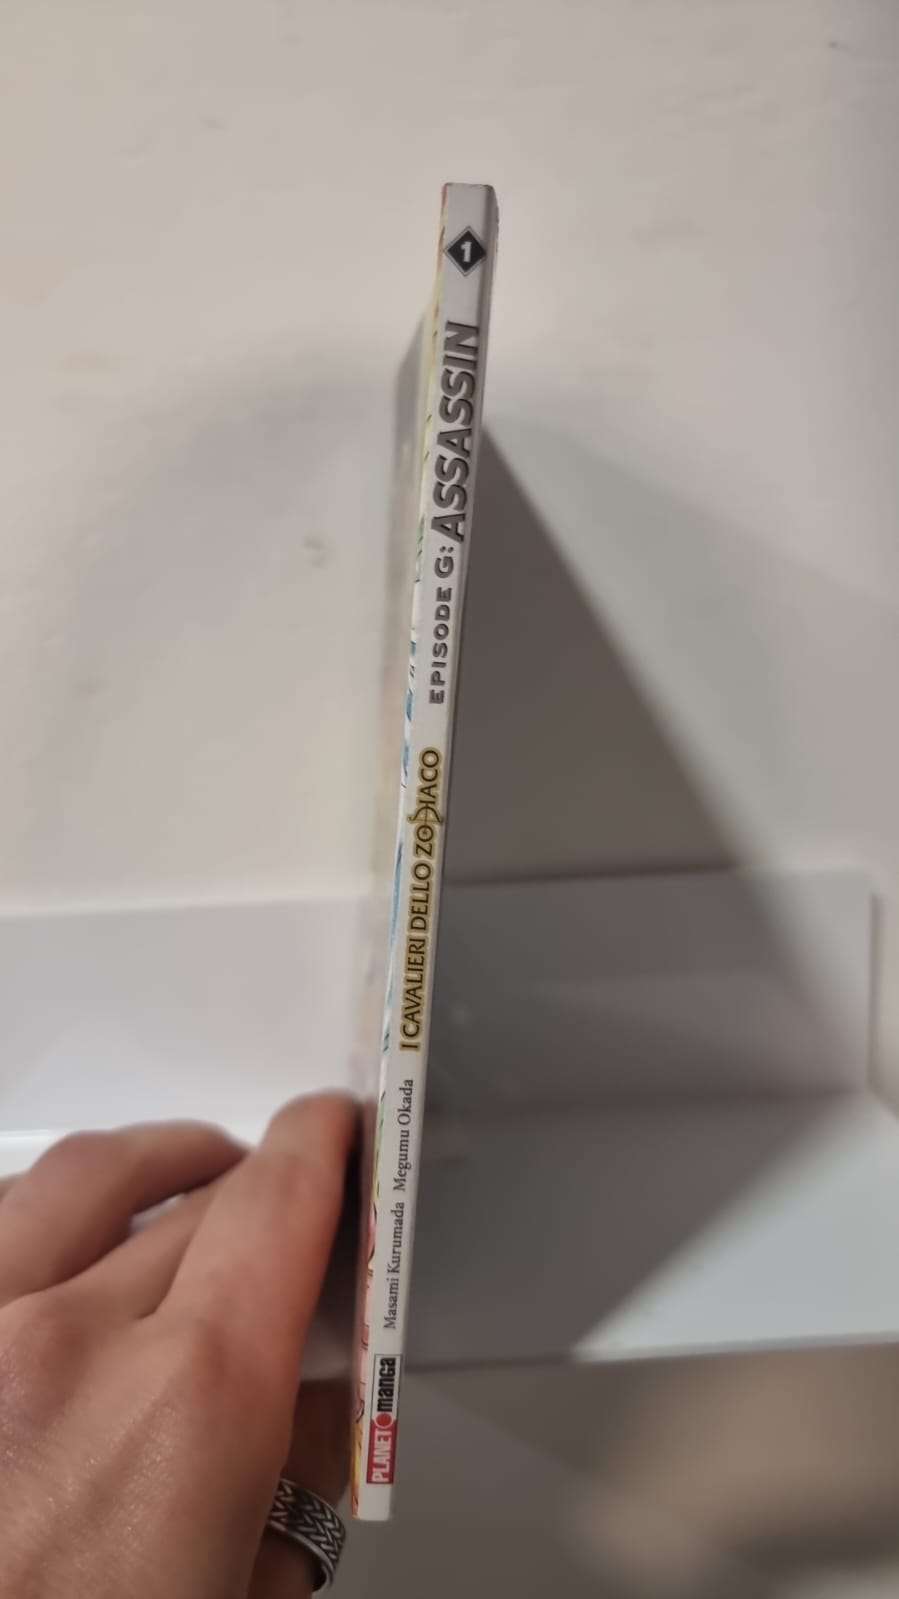 PLANET manga
Masami Kurumada Megumu Okada
I CAVALIERI DELLO ZODIACO
EPISODE G: ASSASSIN
1